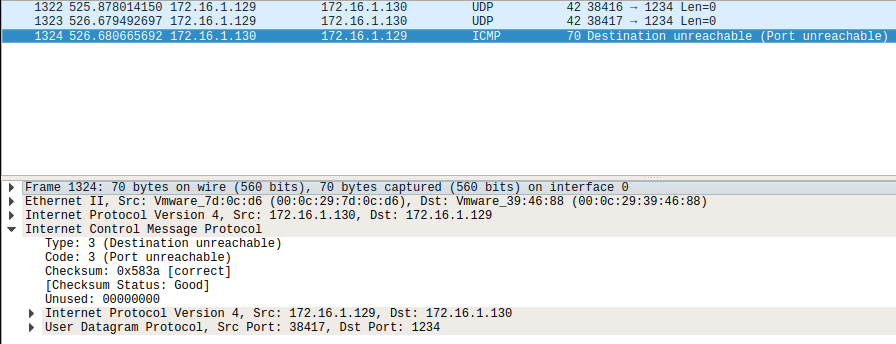 1322 525.878014150 172.16.1.129 172.16.1.130 UDP 42 38416 → 1234 Len=0
1323 526.679492697 172.16.1.129 172.16.1.130 UDP 42 38417 → 1234 Len=0
1324 526.680665692 172.16.1.130 172.16.1.129 ICMP 70 Destination unreachable (Port unreachable)
Frame 1324: 70 bytes on wire (560 bits), 70 bytes captured (560 bits) on interface 0
Ethernet II, Src: Vmware_7d:0c:d6 (00:0c:29:7d:0c:d6), Dst: Vmware_39:46:88 (00:0c:29:39:46:88)
Internet Protocol Version 4, Src: 172.16.1.130, Dst: 172.16.1.129
Internet Control Message Protocol
Type: 3 (Destination unreachable)
Code: 3 (Port unreachable)
Checksum: 0x583a [correct]
[Checksum Status: Good]
Unused: 00000000
Internet Protocol Version 4, Src: 172.16.1.129, Dst: 172.16.1.130
User Datagram Protocol, Src Port: 38417, Dst Port: 1234